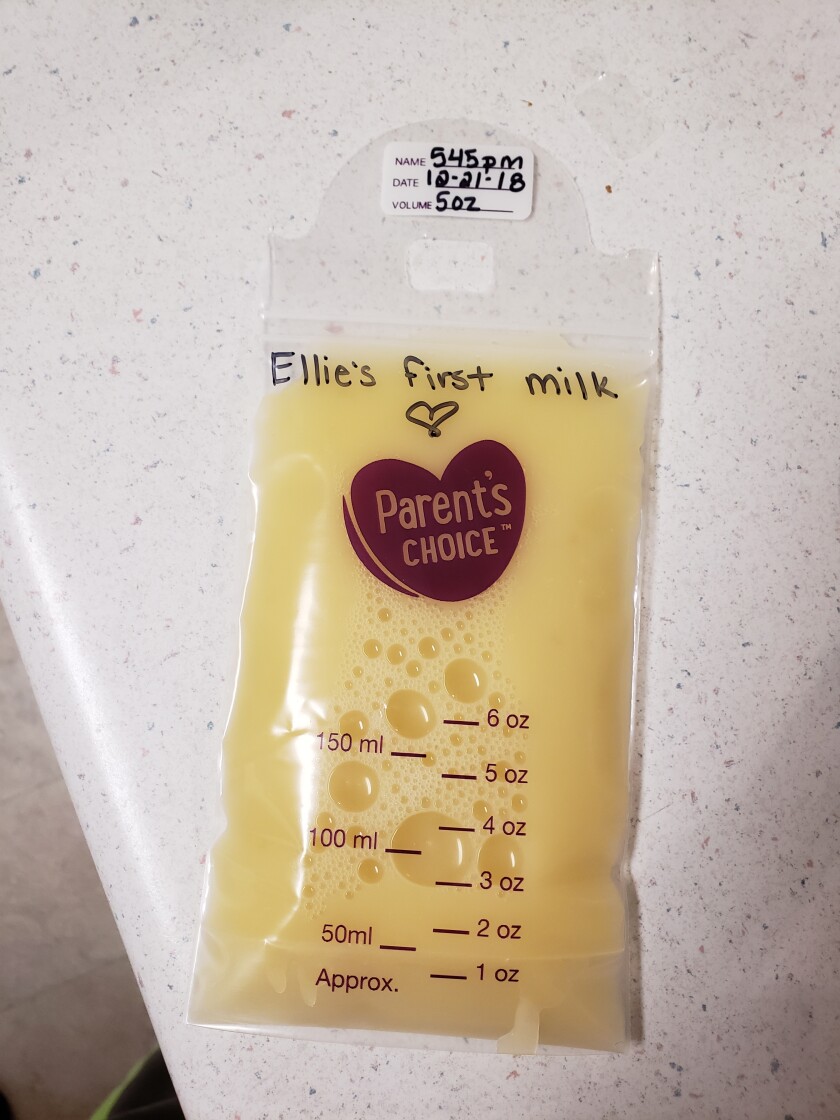 NAME 545pm
DATE 12-21-18
VOLUME 5oz
Ellie's first milk
Parent's
CHOICE™
6 oz
150 ml
5 oz
4 oz
100 ml
3 oz
2 oz
50ml
1 oz
Approx.